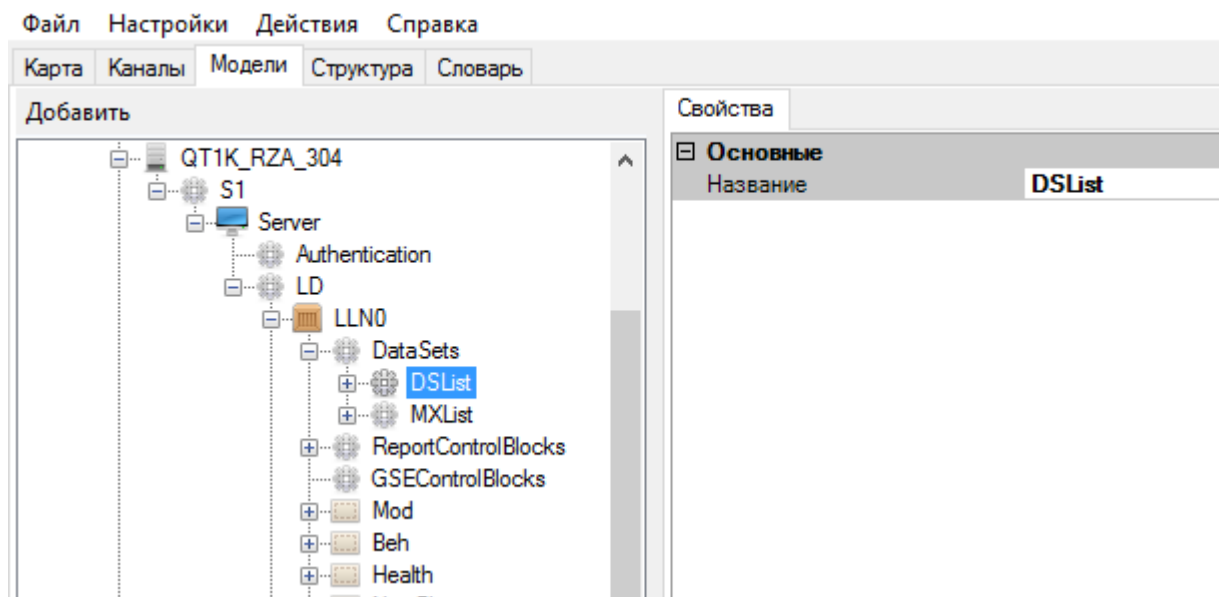 Файл Настройки Действия Справка
Карта Каналы Модели Структура Словарь
Добавить
QT1K_RZA_304
S1
Server
Authentication
LD
LLN0
DataSets
DSList
MXList
ReportControlBlocks
GSEControlBlocks
Mod
Beh
Health
Свойства
Основные
Название DSList